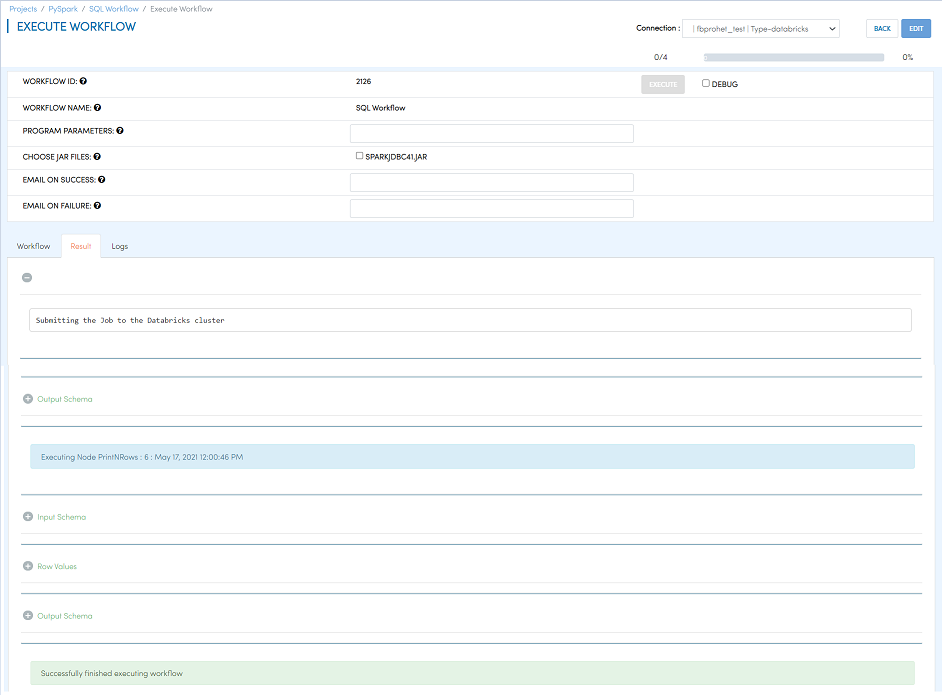 Projects / PySpark / SQL Workflow / Execute Workflow
EXECUTE WORKFLOW
Connection : | fbprohet_test | Type-databricks BACK EDIT
0/4 0%
WORKFLOW ID: 2126 EXECUTE DEBUG
WORKFLOW NAME: SQL Workflow
PROGRAM PARAMETERS:
CHOOSE JAR FILES: SPARKJDBC41.JAR
EMAIL ON SUCCESS:
EMAIL ON FAILURE:
Workflow Result Logs
Submitting the Job to the Databricks cluster
Output Schema
Executing Node PrintNRows : 6 : May 17, 2021 12:00:46 PM
Input Schema
Row Values
Output Schema
Successfully finished executing workflow